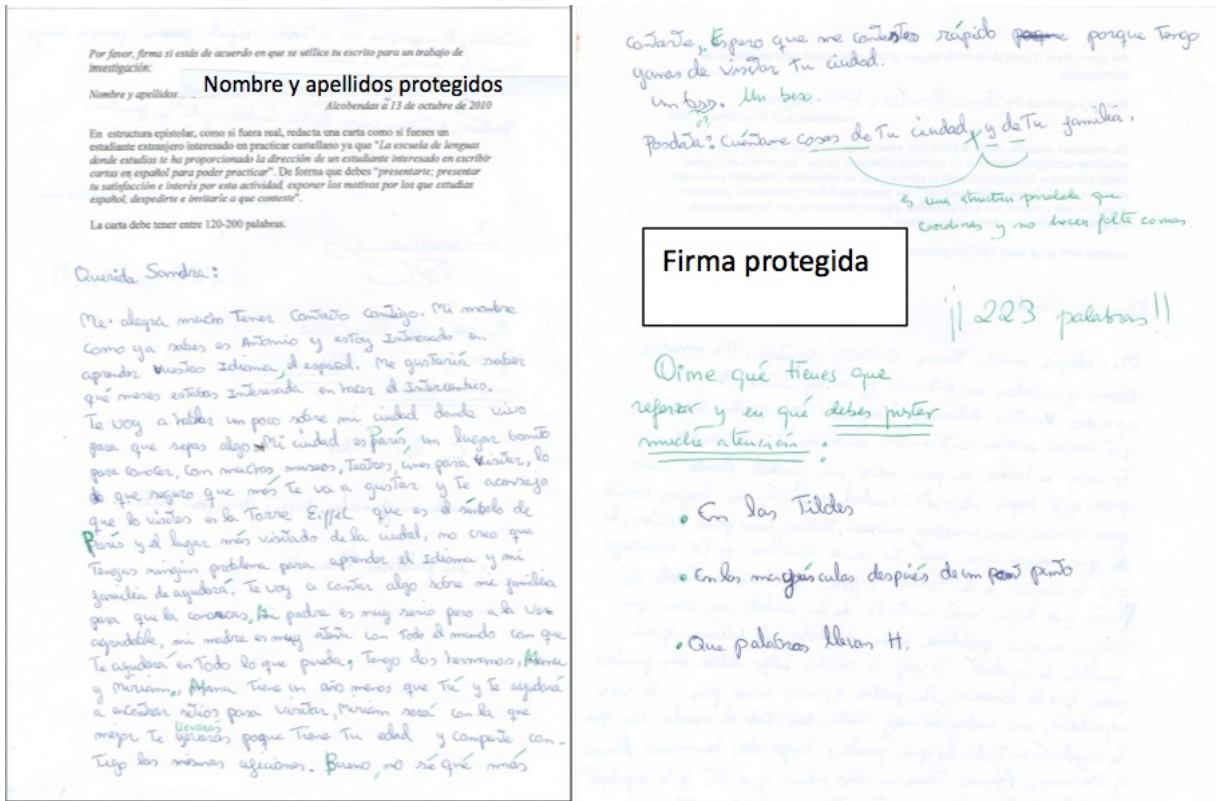 Por favor, firma si estás de acuerdo en que se utilice tu escrito para un trabajo de
investigación:
Nombre y apellidos
Nombre y apellidos protegidos
Alcobendas a 13 de octubre de 2010
En estructura epistolar, como si fuera real, redacta una carta como si fueses un
estudiante extranjero interesado en practicar castellano ya que "La escuela de lenguas
donde estudias te ha proporcionado la dirección de un estudiante interesado en escribir
cartas en español para poder practicar". De forma que debes "presentarte; presentar
tu satisfacción e interés por esta actividad, exponer los motivos por los que estudias
español, despedirte e invitarle a que conteste".
La carta debe tener entre 120-200 palabras.
Querida Sandra:
Me alegra mucho Tener Contacto contigo. Mi nombre
como ya sabes es Antonio y estoy Interesado en
aprender vuestro Idioma, el español. Me gustaría saber
qué meses estabas Interesada en hacer el Intercambio.
Te voy a hablar un poco sobre mi ciudad donde vivo
para que sepas algo. Mi ciudad es París, un lugar bonito
para conocer, con muchos museos, Teatros, cines para visitar, lo
que seguro que más Te va a gustar y Te aconsejo
que lo visites es la Torre Eiffel que es el símbolo de
París y el lugar más visitado de la ciudad, no creo que
Tengas ningún problema para aprender el Idioma y mi
familia de ayudará. Te voy a contar algo sobre mi familia
para que la conozcas, Mi padre es muy serio pero a la vez
agradable, mi madre es muy atenta con Todo el mundo con que
Te ayudará en Todo lo que pueda. Tengo dos hermanas,
y Miriam, Tiene un año menos que Tú y Te ayudará
a encontrar sitios para visitar, Miriam será con la que
llevarás
mejor Te poque Tiene Tu edad y comparte con-
Tigo las mismas aficiones. Bueno, no sé qué más
contarte, Espero que me contestes rápido porque Tengo
ganas de visitar Tu ciudad.
Un beso. Un beso
Posdata: Cuéntame cosas de Tu ciudad, y de Tu familia.
es una estructura paralela que
coordinas y no hacen falta comas.
Firma protegida
¡¡223 palabras!!
Dime qué tienes que
reforzar y en qué debes prestar
mucha atención:
• En las Tildes
• En las mayúsculas después de un punto
• Que palabras llevan H.